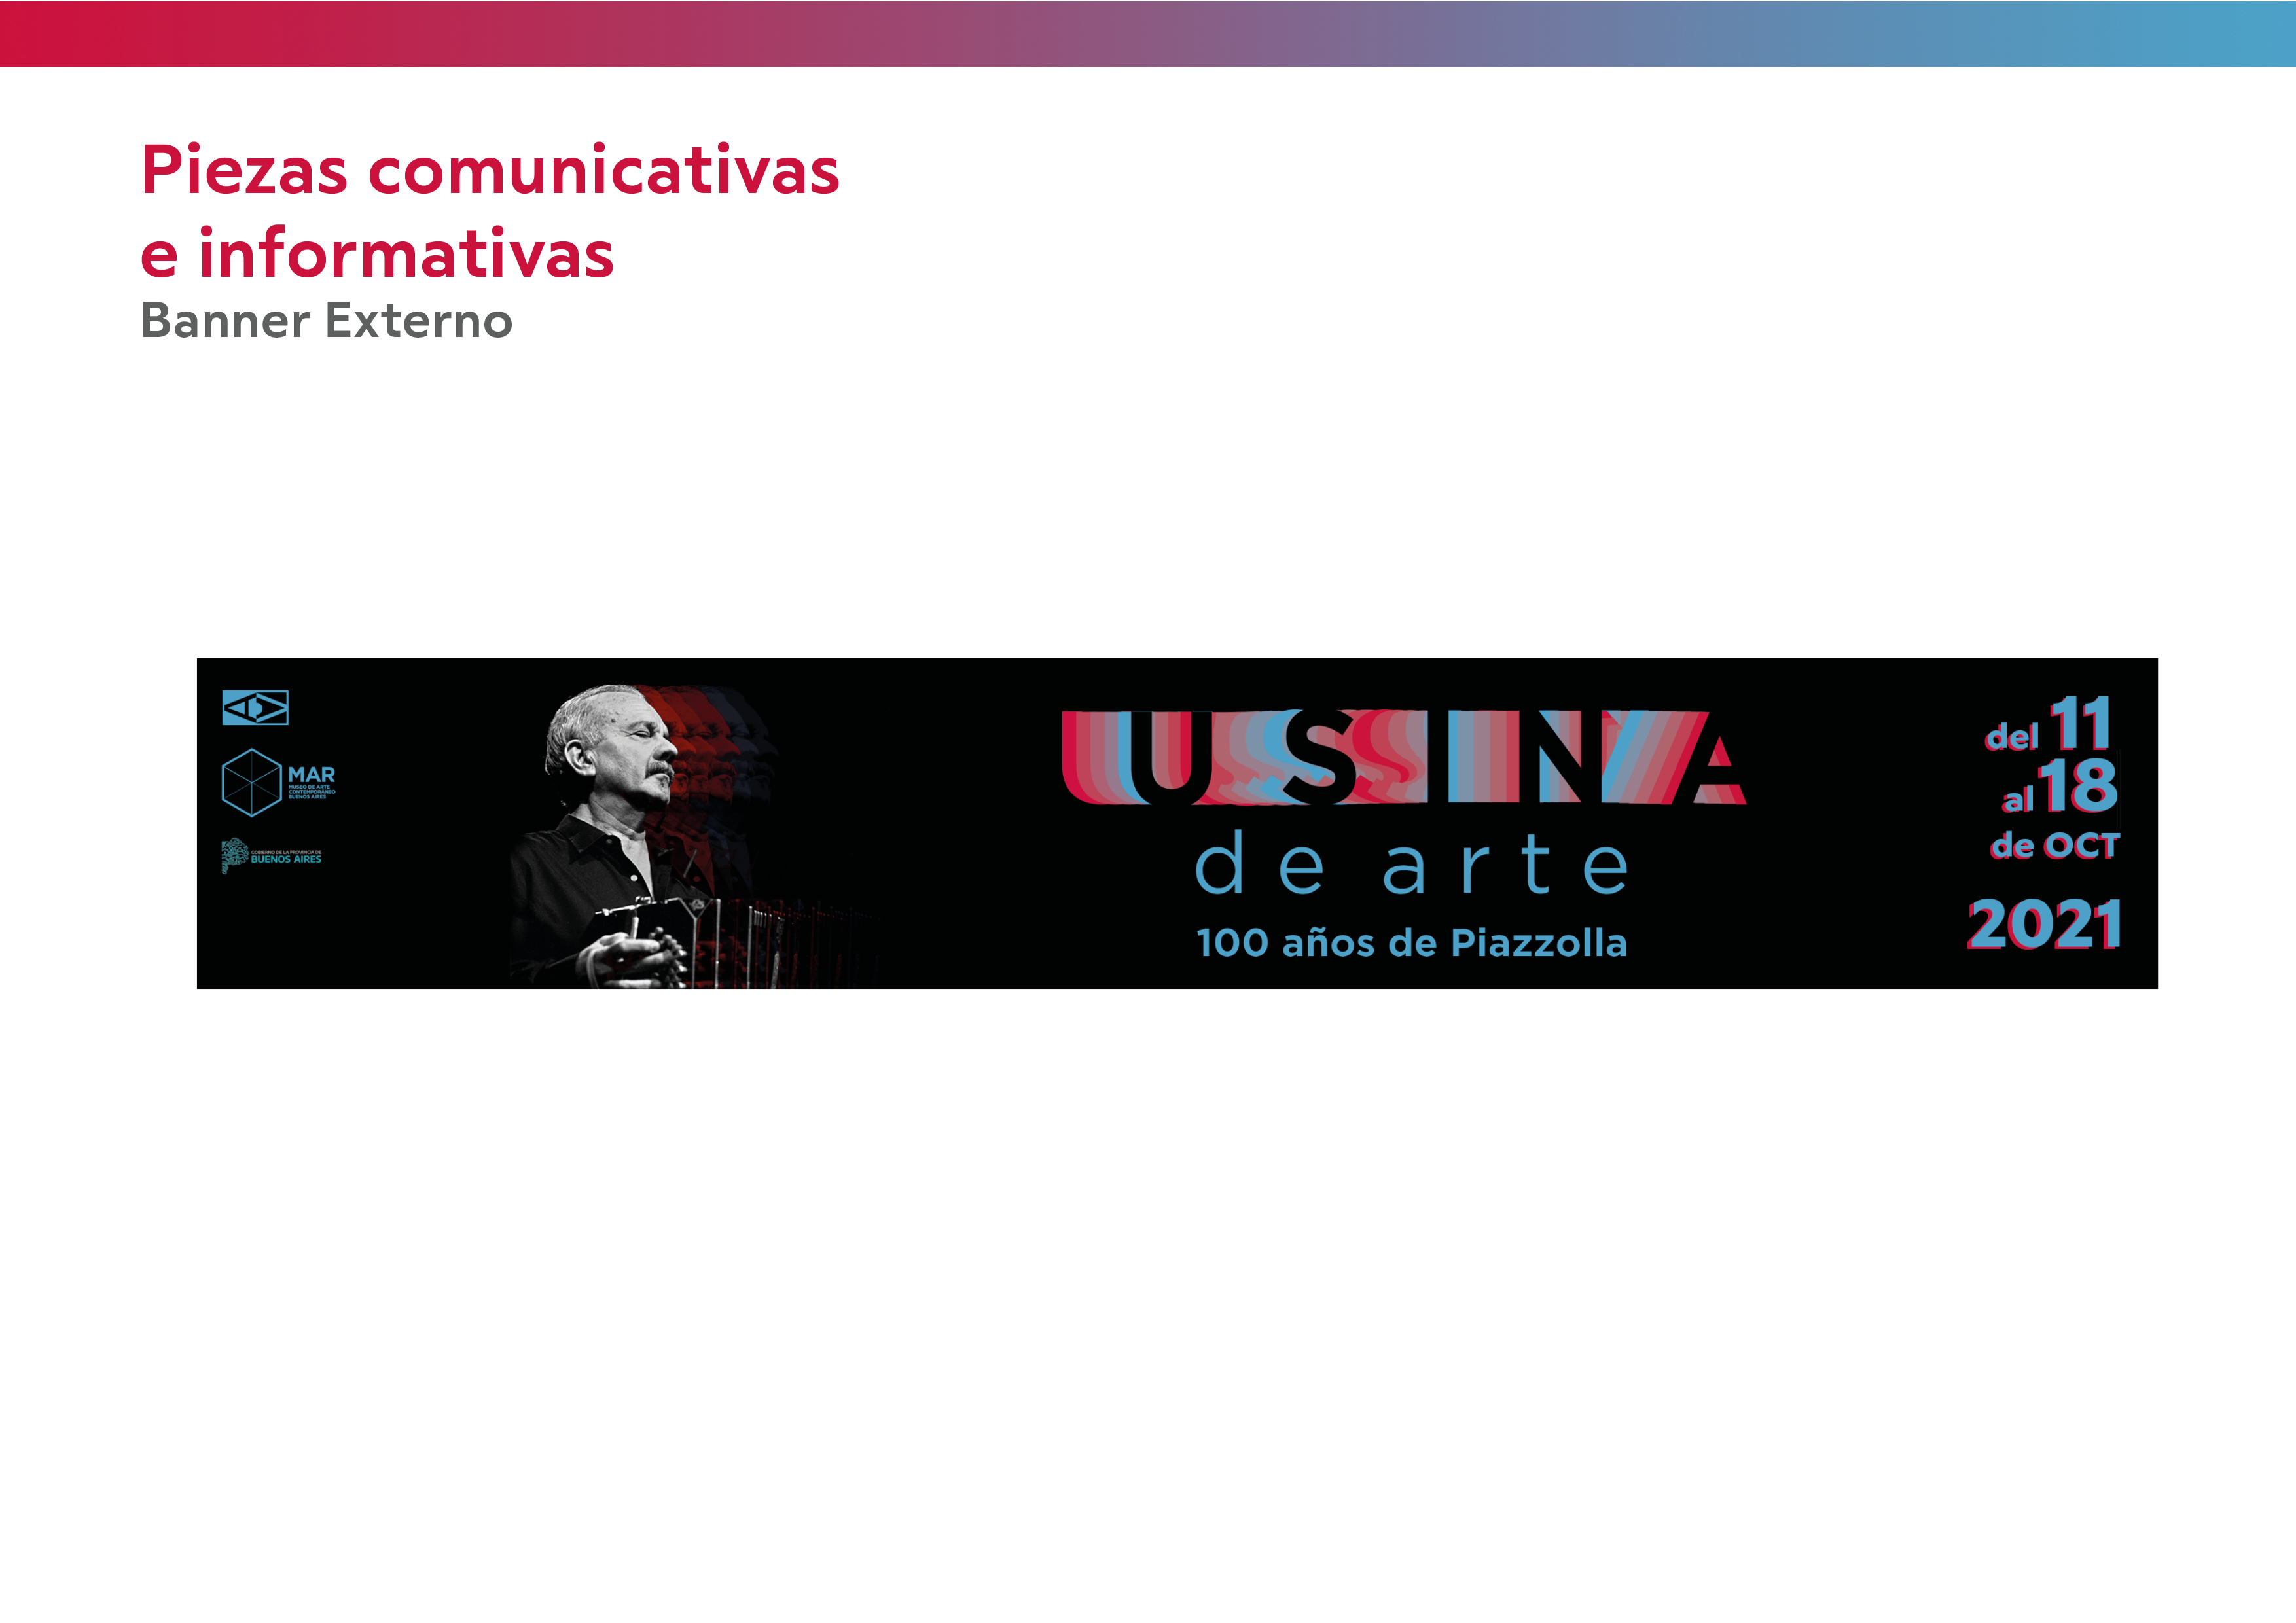 Piezas comunicativas
e informativas
Banner Externo
MAR
MUSEO DE ARTE
CONTEMPORÁNEO
BUENOS AIRES
GOBIERNO DE LA PROVINCIA DE
BUENOS AIRES
USINA
de arte
100 años de Piazzolla
del 11
al 18
de OCT
2021